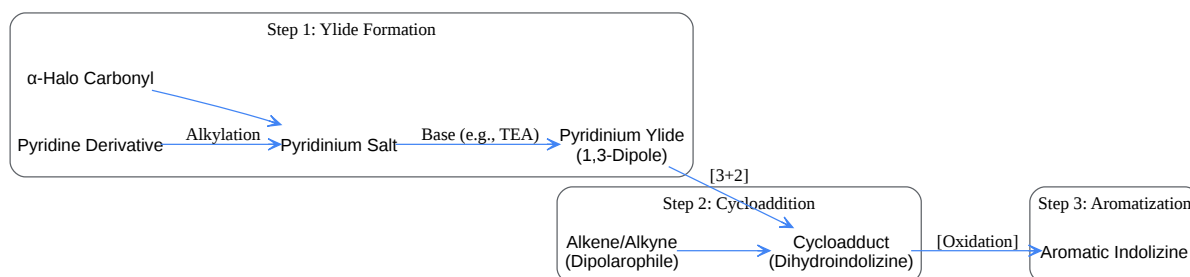 Step 1: Ylide Formation
α-Halo Carbonyl
Pyridine Derivative
Alkylation
Pyridinium Salt
Base (e.g., TEA)
Pyridinium Ylide
(1,3-Dipole)
[3+2]
Step 2: Cycloaddition
Alkene/Alkyne
(Dipolarophile)
Cycloadduct
(Dihydroindolizine)
[Oxidation]
Step 3: Aromatization
Aromatic Indolizine